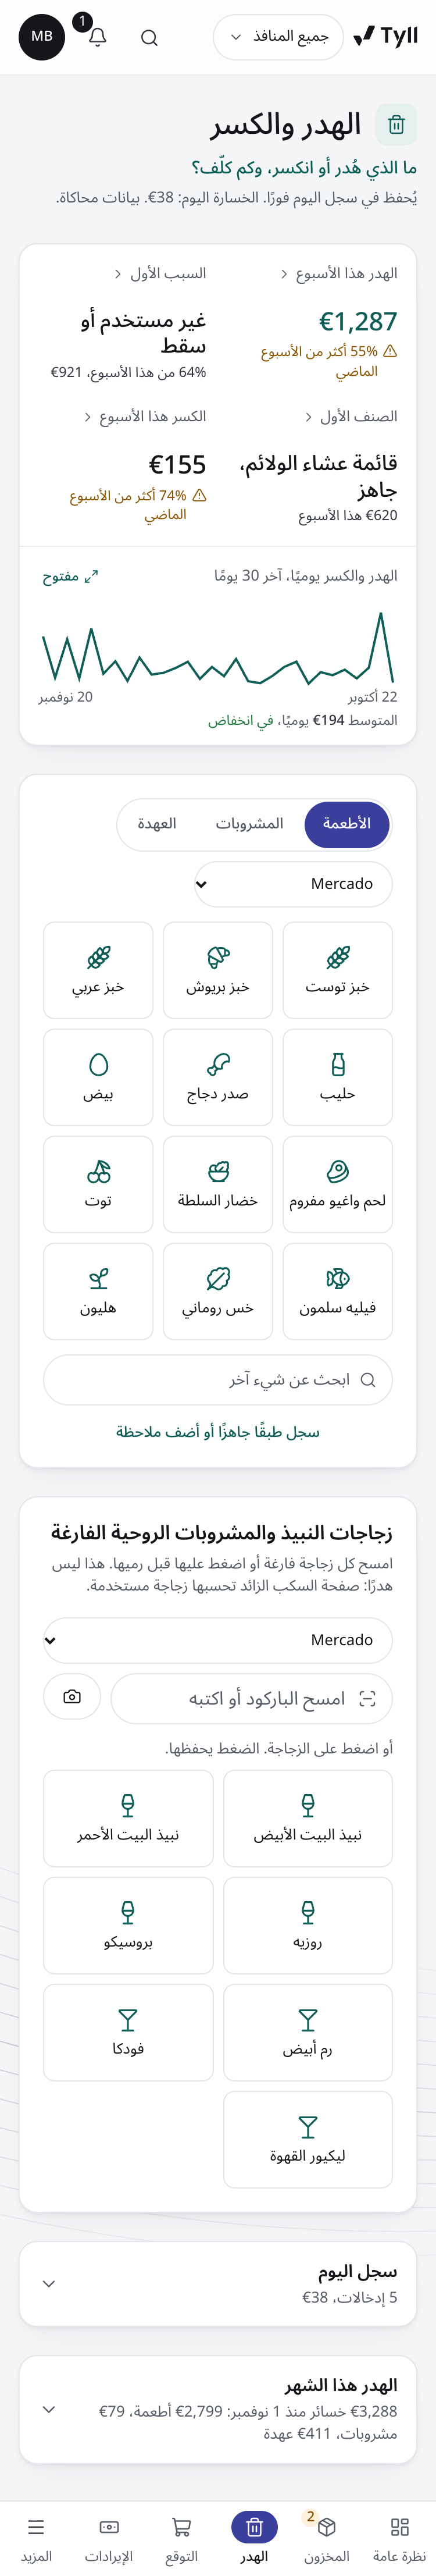 Tyll
جميع المنافذ
1
MB
الهدر والكسر
ما الذي هُدر أو انكسر، وكم كلّف؟
يُحفظ في سجل اليوم فورًا. الخسارة اليوم: 38€. بيانات محاكاة.
الهدر هذا الأسبوع
€1,287
55% أكثر من الأسبوع
الماضي
السبب الأول
غير مستخدم أو
سقط
64% من هذا الأسبوع، 921€
الصنف الأول
قائمة عشاء الولائم،
جاهز
€620 هذا الأسبوع
الكسر هذا الأسبوع
€155
74% أكثر من الأسبوع
الماضي
الهدر والكسر يوميًا، آخر 30 يومًا
مفتوح
22 أكتوبر
20 نوفمبر
المتوسط 194€ يوميًا، في انخفاض
الأطعمة
المشروبات
العهدة
Mercado
خبز توست
خبز بريوش
خبز عربي
حليب
صدر دجاج
بيض
لحم واغيو مفروم
خضار السلطة
توت
فيليه سلمون
خس روماني
هليون
ابحث عن شيء آخر
سجل طبقًا جاهزًا أو أضف ملاحظة
زجاجات النبيذ والمشروبات الروحية الفارغة
امسح كل زجاجة فارغة أو اضغط عليها قبل رميها. هذا ليس
هدرًا: صفحة السكب الزائد تحسبها زجاجة مستخدمة.
Mercado
امسح الباركود أو اكتبه
أو اضغط على الزجاجة. الضغط يحفظها.
نبيذ البيت الأبيض
نبيذ البيت الأحمر
روزيه
بروسيكو
رم أبيض
فودكا
ليكيور القهوة
سجل اليوم
5 إدخالات، 38€
الهدر هذا الشهر
€3,288 خسائر منذ 1 نوفمبر: 2,799€ أطعمة، 79€
مشروبات، 411€ عهدة
نظرة عامة
2
المخزون
الهدر
التوقع
الإيرادات
المزيد